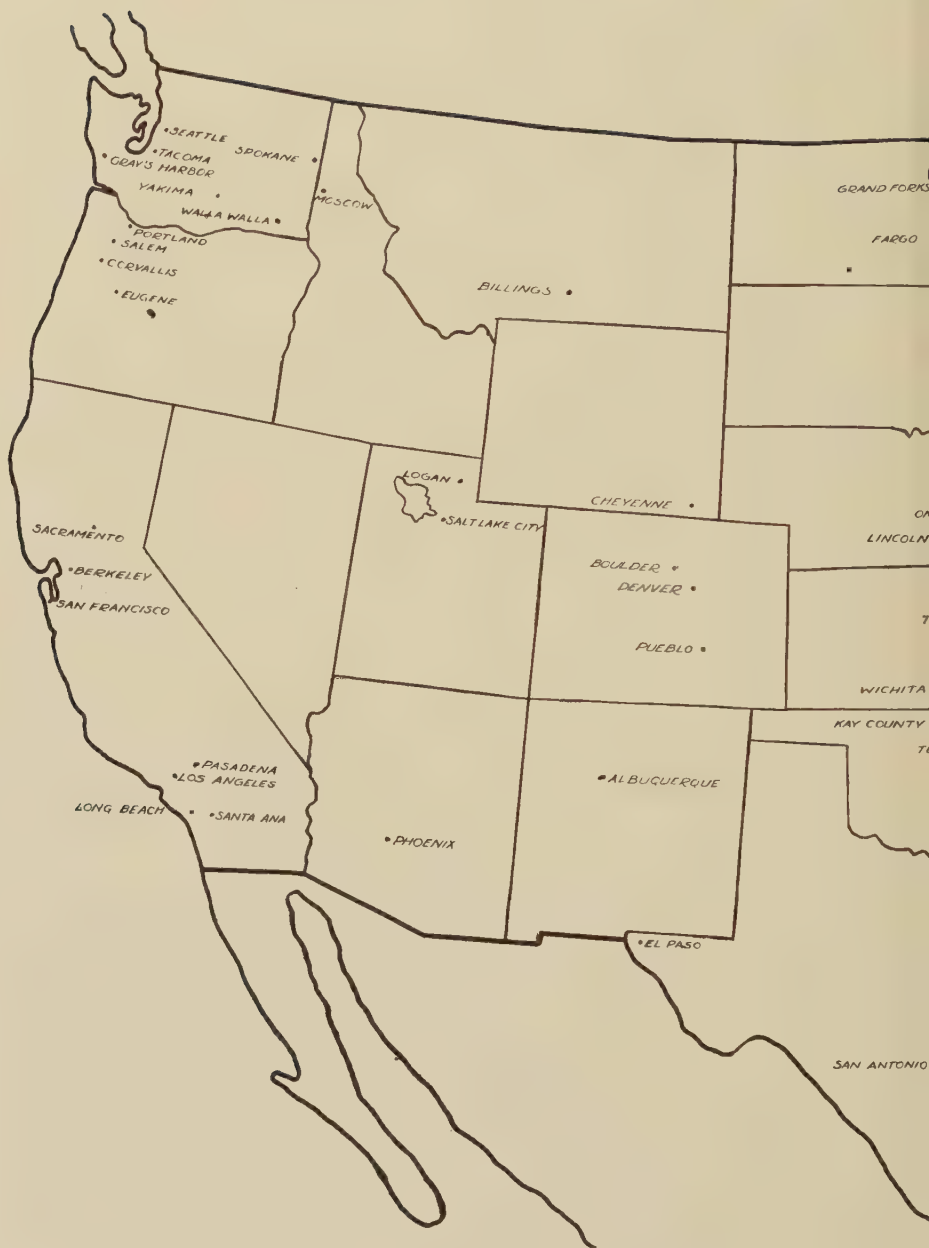 SEATTLE
SPOKANE
TACOMA
GRAY'S HARBOR
YAKIMA
WALLA WALLA
MOSCOW
PORTLAND
SALEM
CORVALLIS
EUGENE
BILLINGS
GRAND FORKS
FARGO
LOGAN
SALT LAKE CITY
CHEYENNE
SACRAMENTO
BERKELEY
SAN FRANCISCO
BOULDER
DENVER
PUEBLO
LINCOLN
WICHITA
KAY COUNTY
PASADENA
LOS ANGELES
LONG BEACH
SANTA ANA
PHOENIX
ALBUQUERQUE
EL PASO
SAN ANTONIO